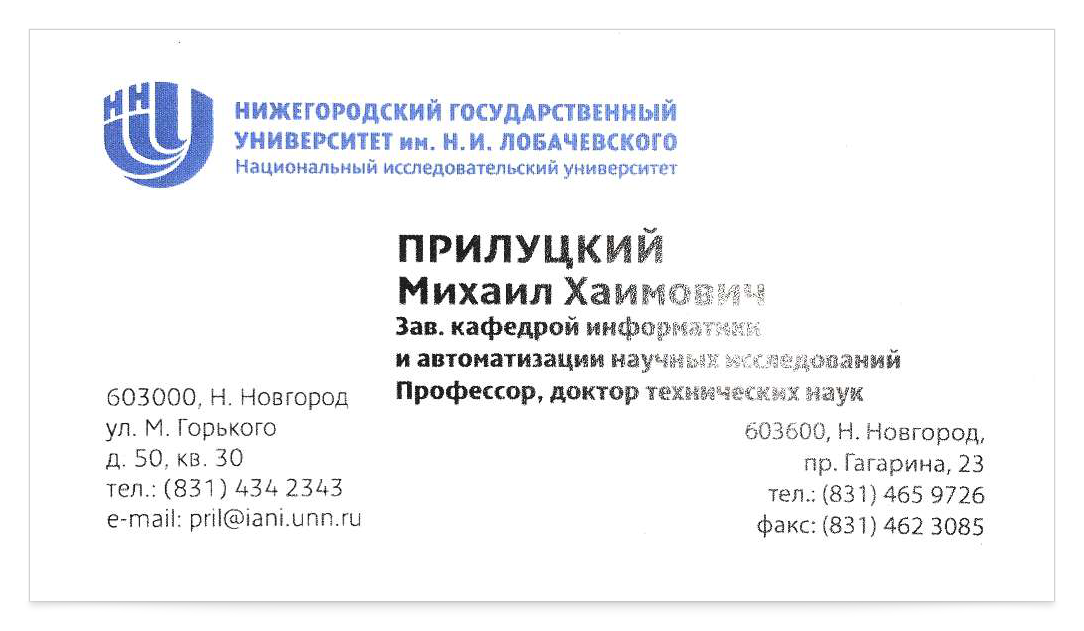 ННУ
НИЖЕГОРОДСКИЙ ГОСУДАРСТВЕННЫЙ
УНИВЕРСИТЕТ им. Н.И. ЛОБАЧЕВСКОГО
Национальный исследовательский университет
ПРИЛУЦКИЙ
Михаил Хаимович
Зав. кафедрой информатики
и автоматизации научных исследований
Профессор, доктор технических наук
603000, Н. Новгород
ул. М. Горького
д. 50, кв. 30
тел.: (831) 434 2343
e-mail: pril@iani.unn.ru
603600, Н. Новгород,
пр. Гагарина, 23
тел.: (831) 465 9726
факс: (831) 462 3085